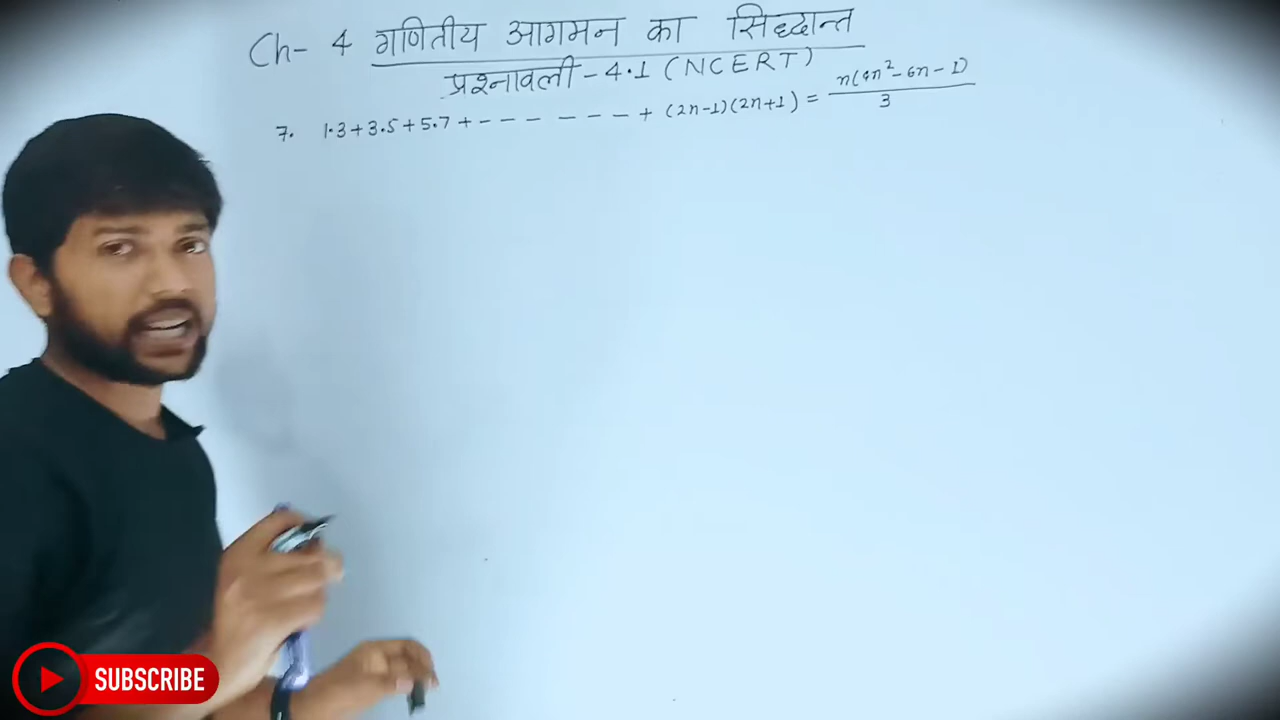 Ch- 4 गणितीय आगमन का सिध्दान्त
प्रश्नावली - 4.1 (NCERT)
7. 1.3+3.5+5.7+ - - - - - - - + (2n-1)(2n+1) = n(4n²-6n-1)/3
SUBSCRIBE